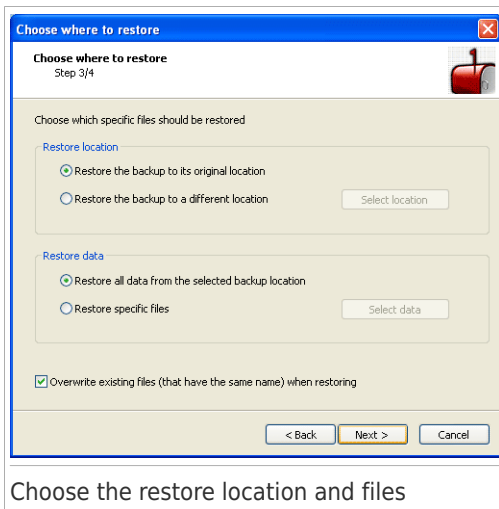 Choose where to restore
Choose where to restore
Step 3/4
Choose which specific files should be restored
Restore location
Restore the backup to its original location
Restore the backup to a different location
Select location
Restore data
Restore all data from the selected backup location
Restore specific files
Select data
Overwrite existing files (that have the same name) when restoring
< Back
Next >
Cancel
Choose the restore location and files